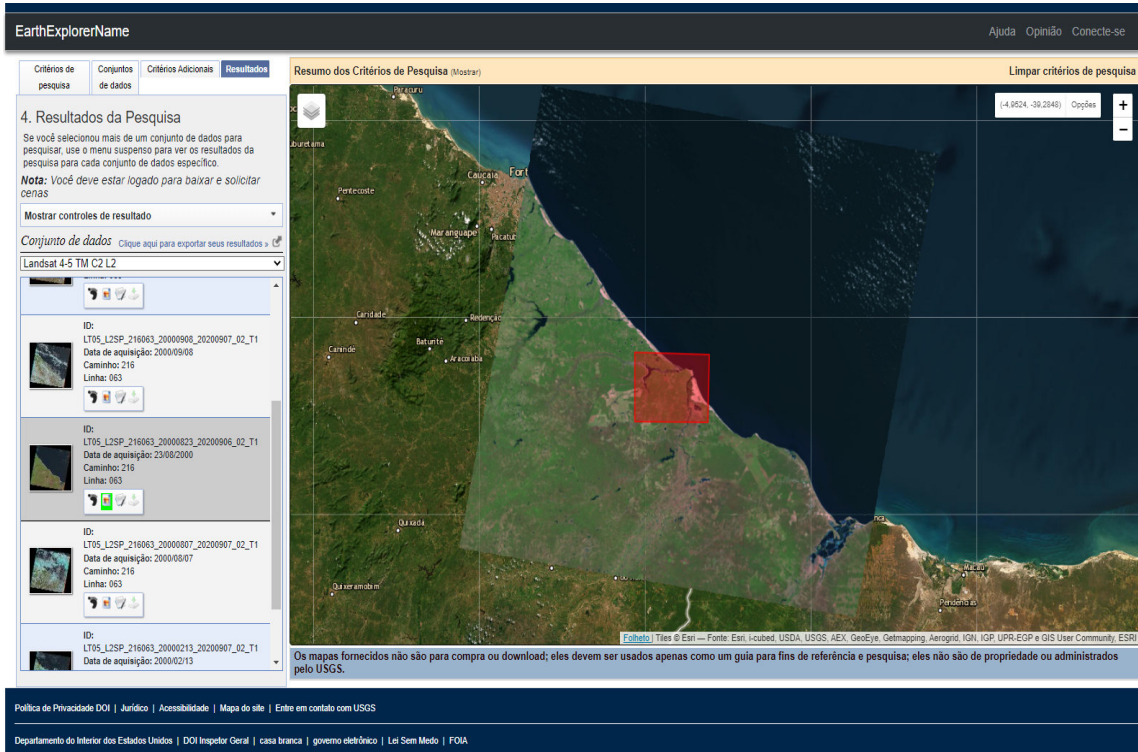 EarthExplorerName
Ajuda Opinião Conecte-se
Critérios de pesquisa
Conjuntos de dados
Critérios Adicionais
Resultados
4. Resultados da Pesquisa
Se você selecionou mais de um conjunto de dados para
pesquisar, use o menu suspenso para ver os resultados da
pesquisa para cada conjunto de dados específico.
Nota: Você deve estar logado para baixar e solicitar
cenas
Mostrar controles de resultado
Conjunto de dados Clique aqui para exportar seus resultados »
Landsat 4-5 TM C2 L2
ID:
LT05_L2SP_216063_20000908_20200907_02_T1
Data de aquisição: 2000/09/08
Caminho: 216
Linha: 063
ID:
LT05_L2SP_216063_20000823_20200906_02_T1
Data de aquisição: 23/08/2000
Caminho: 216
Linha: 063
ID:
LT05_L2SP_216063_20000807_20200907_02_T1
Data de aquisição: 2000/08/07
Caminho: 216
Linha: 063
ID:
LT05_L2SP_216063_20000213_20200907_02_T1
Data de aquisição: 2000/02/13
Resumo dos Critérios de Pesquisa (Mostrar)
Limpar critérios de pesquisa
(-4,9524, -39,2848) Opções
+
−
Paracuru
Caucaia
Fort
Pentecoste
Maranguape
Pacatub
Caridade
Redenção
Canindé
Baturité
Aracoiaba
Quixadá
Quixeramobim
Macau
Pendências
Folheto | Tiles © Esri — Fonte: Esri, i-cubed, USDA, USGS, AEX, GeoEye, Getmapping, Aerogrid, IGN, IGP, UPR-EGP e GIS User Community, ESRI
Os mapas fornecidos não são para compra ou download; eles devem ser usados apenas como um guia para fins de referência e pesquisa; eles não são de propriedade ou administrados
pelo USGS.
Política de Privacidade DOI | Jurídico | Acessibilidade | Mapa do site | Entre em contato com USGS
Departamento do Interior dos Estados Unidos | DOI Inspetor Geral | casa branca | governo eletrônico | Lei Sem Medo | FOIA